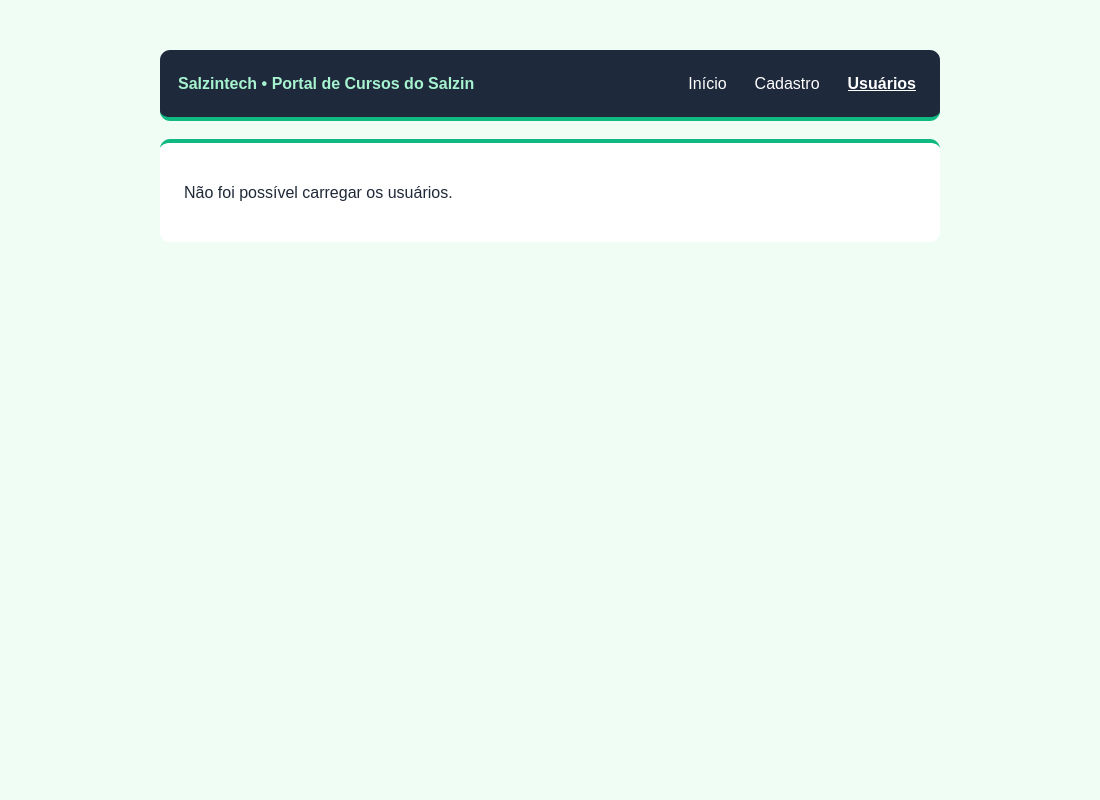 Salzintech • Portal de Cursos do Salzin
Início Cadastro Usuários
Não foi possível carregar os usuários.